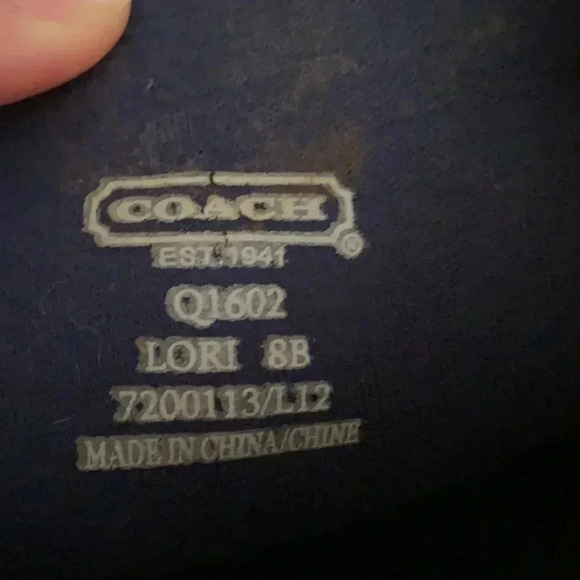 COACH ®
EST. 1941
Q1602
LORI 8B
7200113/L12
MADE IN CHINA/CHINE